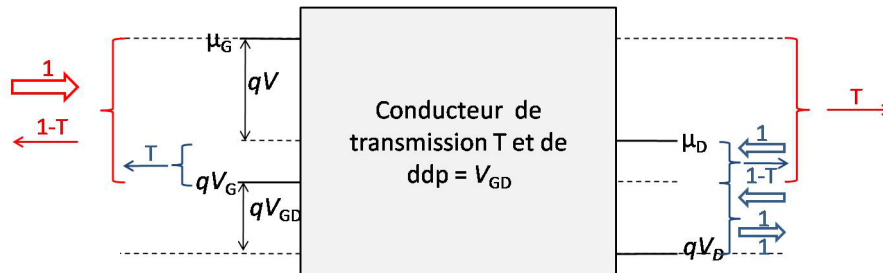 μG
1
qV
T
Conducteur de
transmission T et de
ddp = VGD
1-T
T
μD
1
1-T
qVG
qVGD
1
1
qVD